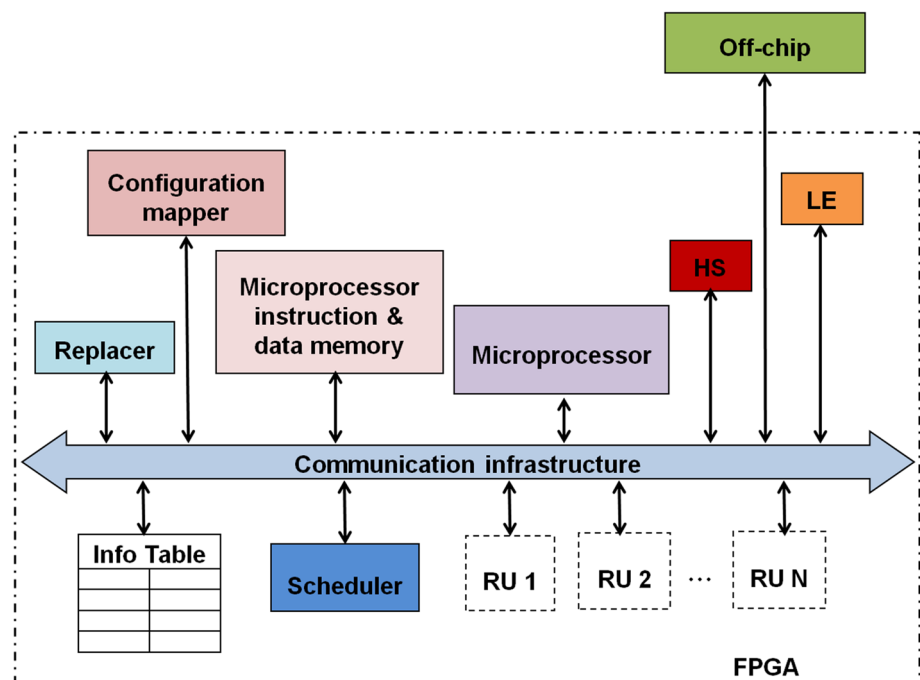 Off-chip
Configuration
mapper
LE
HS
Microprocessor
instruction &
data memory
Replacer
Microprocessor
Communication infrastructure
Info Table
Scheduler
RU 1
RU 2
...
RU N
FPGA